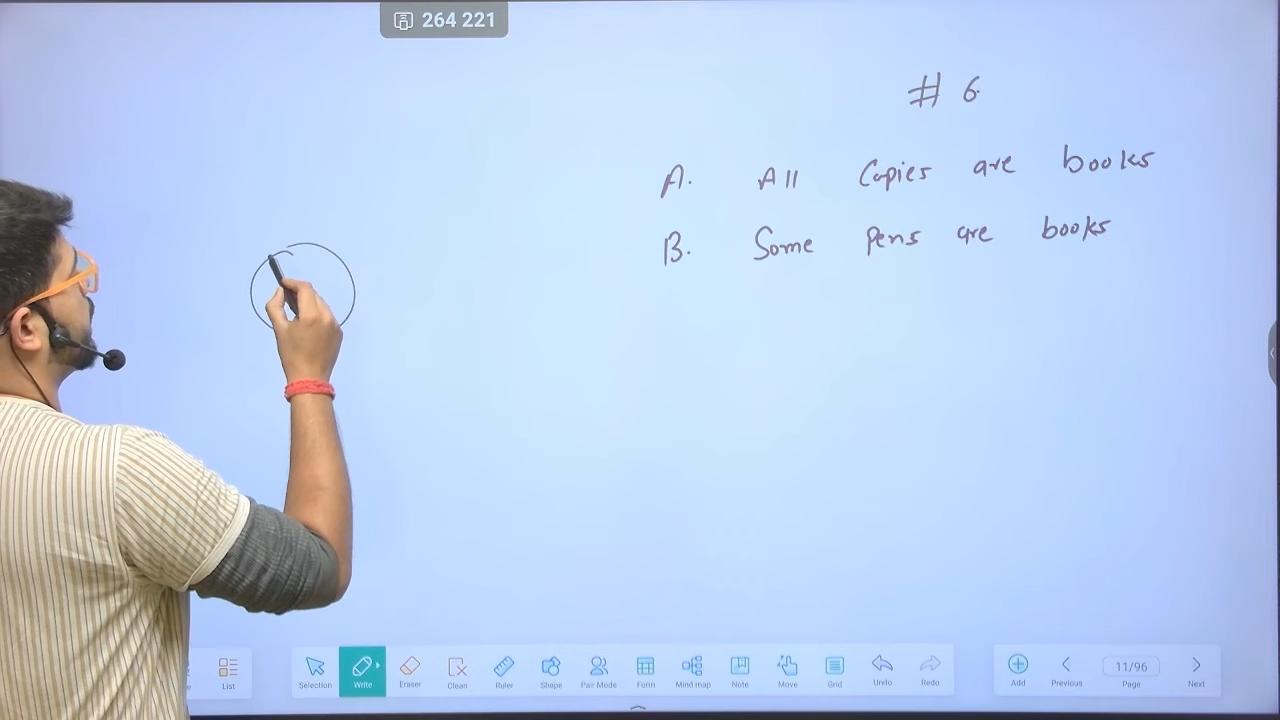 264 221
# 6.
A. All Copies are books
B. Some Pens are books
List
Selection Write Eraser Clean Ruler Shape Pair Mode Form Mind map Note Move Grid Undo Redo
Add Previous 11/96 Page Next